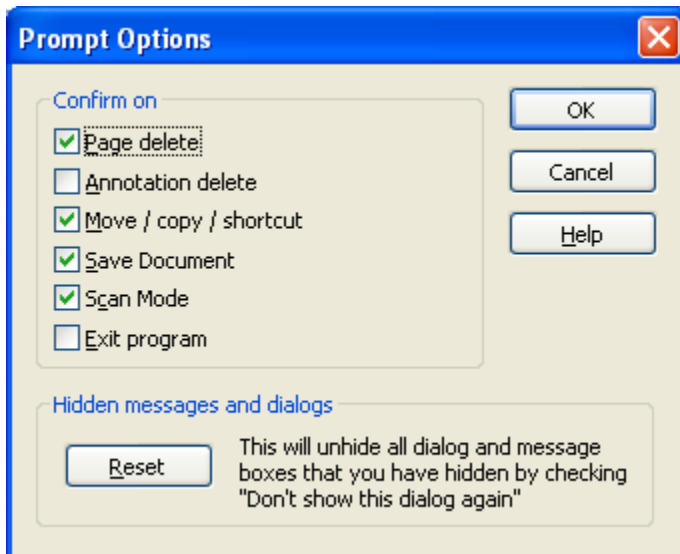 Prompt Options
Confirm on
Page delete
Annotation delete
Move / copy / shortcut
Save Document
Scan Mode
Exit program
OK
Cancel
Help
Hidden messages and dialogs
Reset
This will unhide all dialog and message
boxes that you have hidden by checking
"Don't show this dialog again"